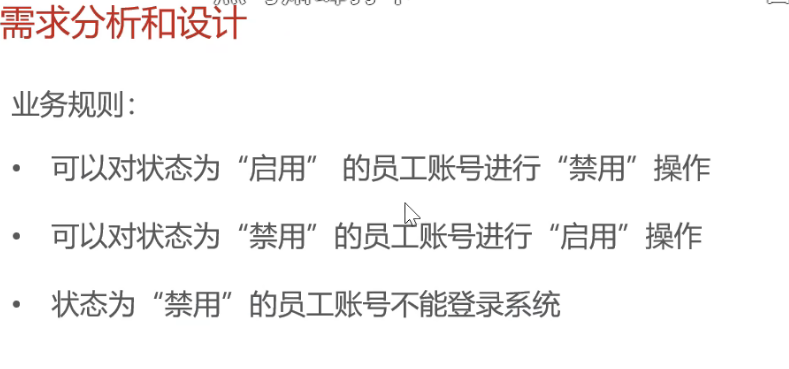 需求分析和设计
业务规则：
• 可以对状态为“启用” 的员工账号进行“禁用”操作
• 可以对状态为“禁用”的员工账号进行“启用”操作
• 状态为“禁用”的员工账号不能登录系统